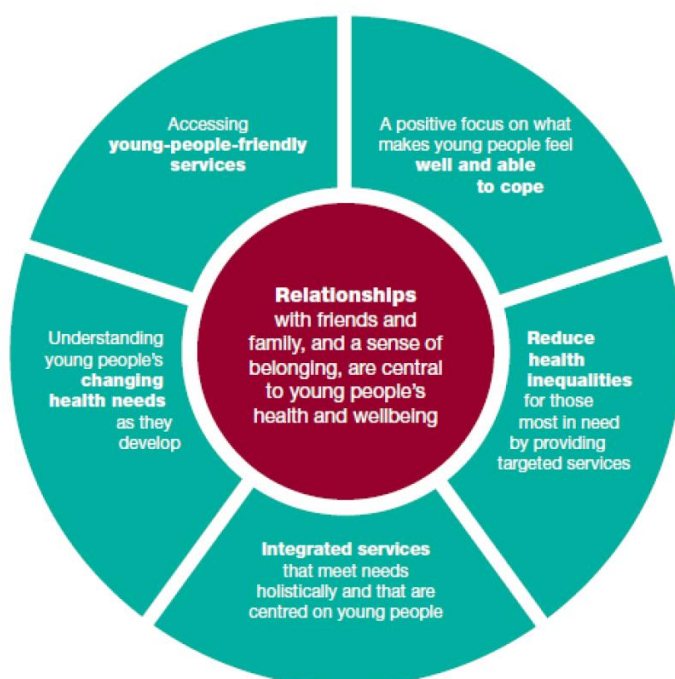 Accessing
young-people-friendly
services
A positive focus on what
makes young people feel
well and able
to cope
Relationships
with friends and
family, and a sense of
belonging, are central
to young people’s
health and wellbeing
Understanding
young people’s
changing
health needs
as they
develop
Reduce
health
inequalities
for those
most in need
by providing
targeted services
Integrated services
that meet needs
holistically and that are
centred on young people